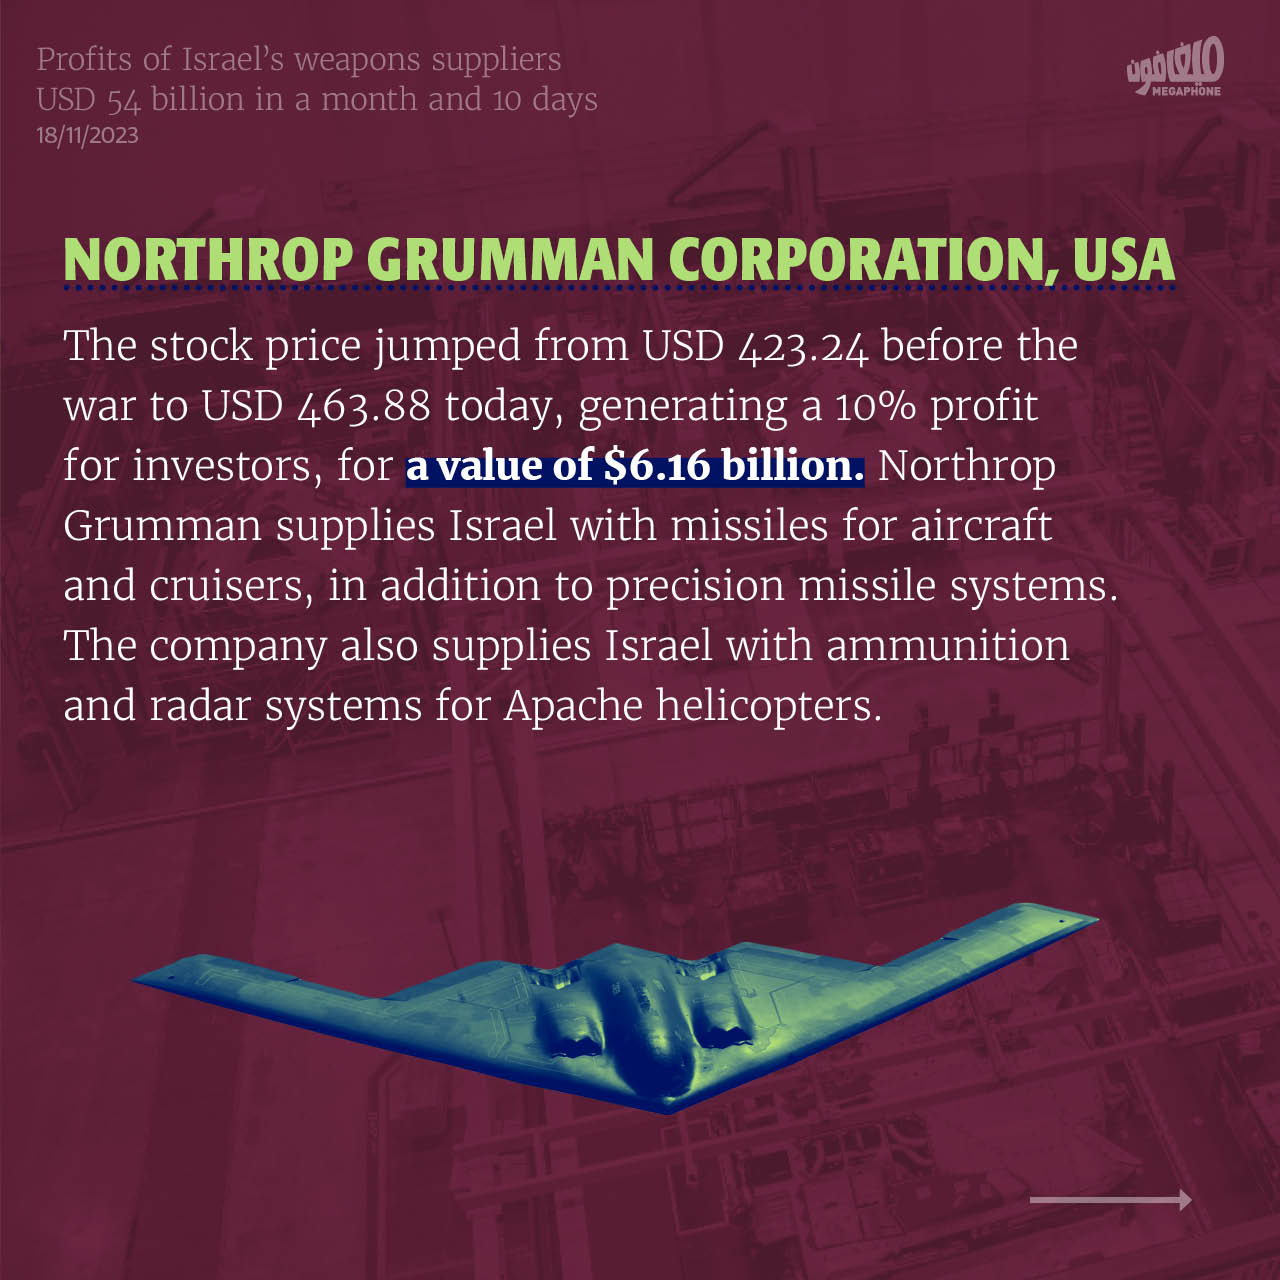 Profits of Israel’s weapons suppliers
USD 54 billion in a month and 10 days
18/11/2023
ميغافون
MEGAPHONE
NORTHROP GRUMMAN CORPORATION, USA
The stock price jumped from USD 423.24 before the
war to USD 463.88 today, generating a 10% profit
for investors, for a value of $6.16 billion. Northrop
Grumman supplies Israel with missiles for aircraft
and cruisers, in addition to precision missile systems.
The company also supplies Israel with ammunition
and radar systems for Apache helicopters.